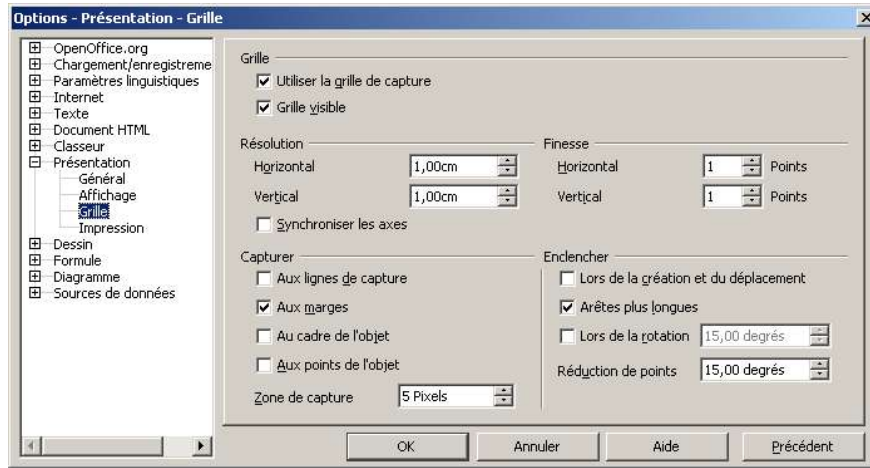 Options - Présentation - Grille
OpenOffice.org
Chargement/enregistreme
Paramètres linguistiques
Internet
Texte
Document HTML
Classeur
Présentation
Général
Affichage
Grille
Impression
Dessin
Formule
Diagramme
Sources de données
Grille
Utiliser la grille de capture
Grille visible
Résolution
Horizontal 1,00cm
Vertical 1,00cm
Synchroniser les axes
Finesse
Horizontal 1 Points
Vertical 1 Points
Capturer
Aux lignes de capture
Aux marges
Au cadre de l'objet
Aux points de l'objet
Zone de capture 5 Pixels
Enclencher
Lors de la création et du déplacement
Arêtes plus longues
Lors de la rotation 15,00 degrés
Réduction de points 15,00 degrés
OK Annuler Aide Précédent